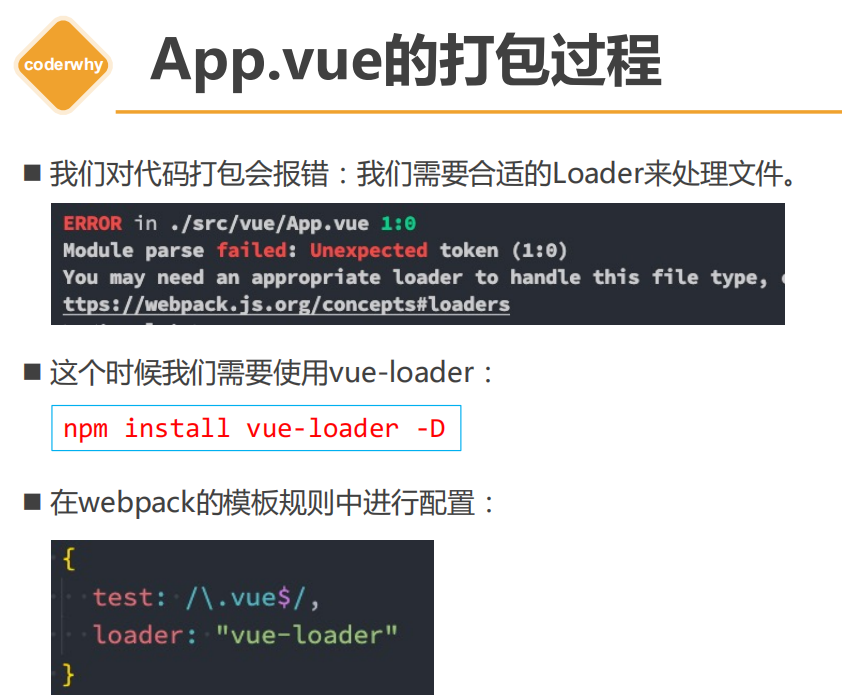 coderwhy
App.vue的打包过程
我们对代码打包会报错：我们需要合适的Loader来处理文件。
ERROR in ./src/vue/App.vue 1:0
Module parse failed: Unexpected token (1:0)
You may need an appropriate loader to handle this file type,
ttps://webpack.js.org/concepts#loaders
这个时候我们需要使用vue-loader：
npm install vue-loader -D
在webpack的模板规则中进行配置：
{
test: /\.vue$/,
loader: "vue-loader"
}